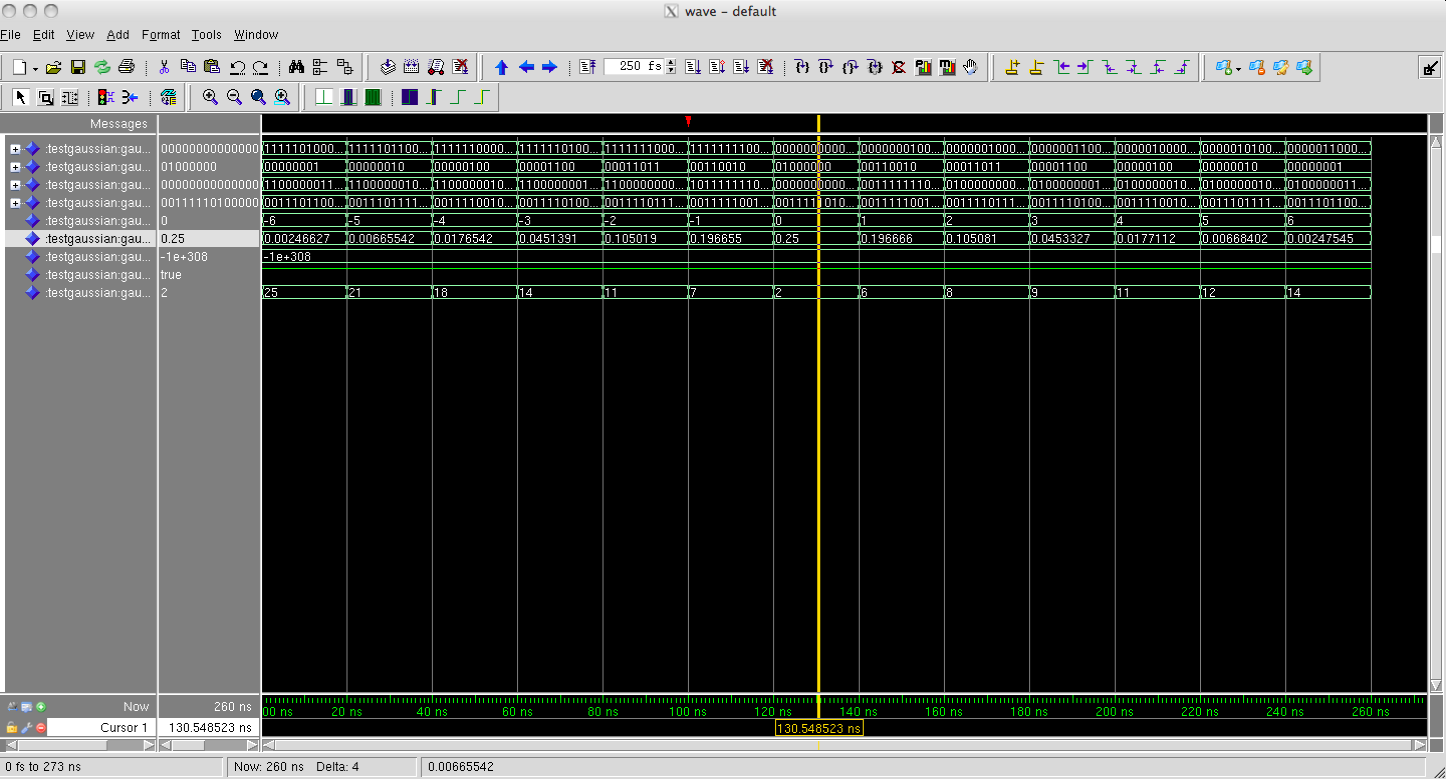 wave – default
File Edit View Add Format Tools Window
250 fs
Messages
:testgaussian:gau... 00000000000000 1111101000... 1111101100... 1111110000... 1111110100... 1111111000... 1111111100... 0000000000... 0000000100... 0000001000... 0000001100... 0000010000... 0000010100... 0000011000...
:testgaussian:gau... 01000000 00000001 00000010 00000100 00001100 00011011 00110010 01000000 00110010 00011011 00001100 00000100 00000010 00000001
:testgaussian:gau... 00000000000000 1100000011... 1100000010... 1100000010... 1100000001... 1100000000... 1011111110... 0000000000... 0011111110... 0100000000... 0100000001... 0100000010... 0100000010... 0100000011...
:testgaussian:gau... 00111110100000 0011101100... 0011101111... 0011110010... 0011110100... 0011110111... 0011111001... 0011111010... 0011111001... 0011110111... 0011110100... 0011110010... 0011101111... 0011101100...
:testgaussian:gau... 0 -6 -5 -4 -3 -2 -1 0 1 2 3 4 5 6
:testgaussian:gau... 0.25 0.00246627 0.00665542 0.0176542 0.0451391 0.105019 0.196655 0.25 0.196666 0.105081 0.0453327 0.0177112 0.00668402 0.00247545
:testgaussian:gau... -1e+308 -1e+308
:testgaussian:gau... true
:testgaussian:gau... 2 25 21 18 14 11 7 2 6 8 9 11 12 14
Now 260 ns 00 ns 20 ns 40 ns 60 ns 80 ns 100 ns 120 ns 140 ns 160 ns 180 ns 200 ns 220 ns 240 ns 260 ns
Cursor 1 130.548523 ns 130.548523 ns
0 fs to 273 ns Now: 260 ns Delta: 4 0.00665542